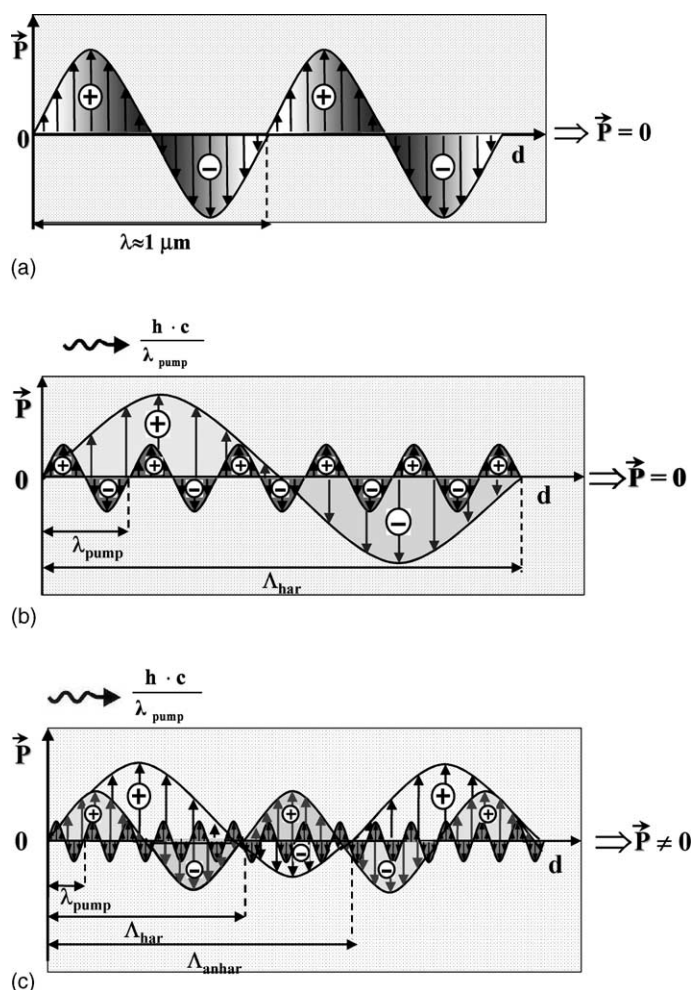 P⃗
+
+
0
−
−
d
⇒ P⃗ = 0
λ≈1 μm
(a)
h · c
λ pump
P⃗
+
+
+
+
+
+
+
0
−
−
−
−
−
−
d
⇒ P⃗ = 0
λpump
Λhar
(b)
h · c
λ pump
P⃗
+
+
+
+
+
0
−
−
−
d
⇒ P⃗ ≠ 0
λpump
Λhar
Λanhar
(c)